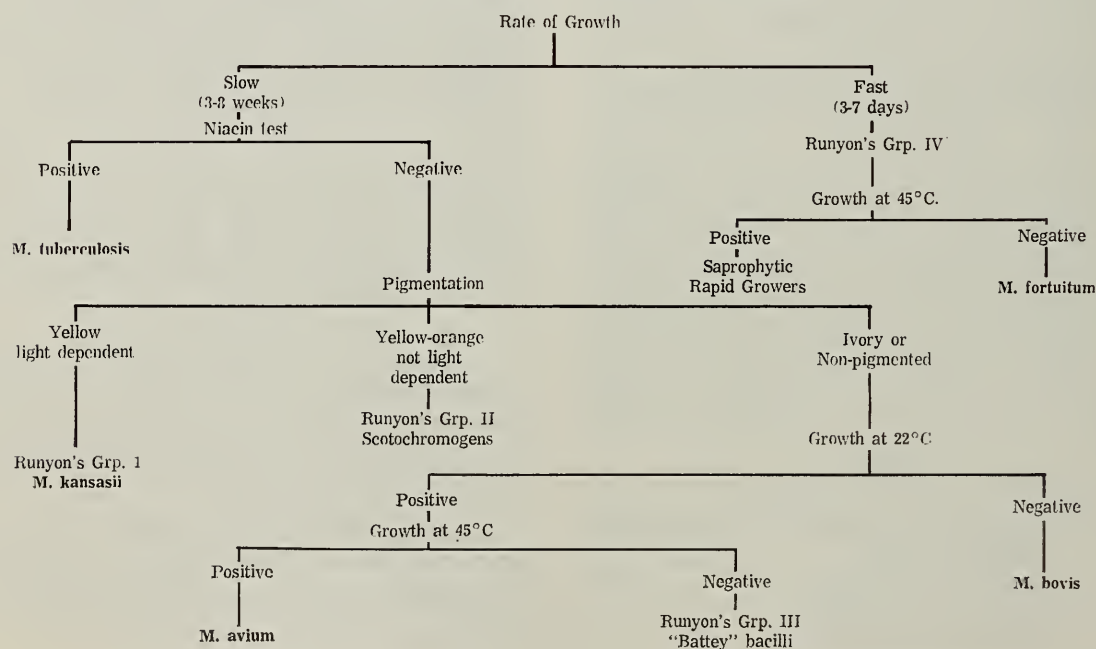 Rate of Growth
Slow
(3-8 weeks)
Niacin test
Fast
(3-7 days)
Runyon's Grp. IV
Growth at 45°C.
Positive
Negative
Positive
Negative
M. tuberculosis
Saprophytic
Rapid Growers
M. fortuitum
Pigmentation
Yellow
light dependent
Yellow-orange
not light
dependent
Ivory or
Non-pigmented
Runyon's Grp. II
Scotochromogens
Growth at 22°C
Runyon's Grp. 1
M. kansasii
Positive
Growth at 45°C
Negative
Positive
Negative
M. bovis
M. avium
Runyon's Grp. III
"Battey" bacilli